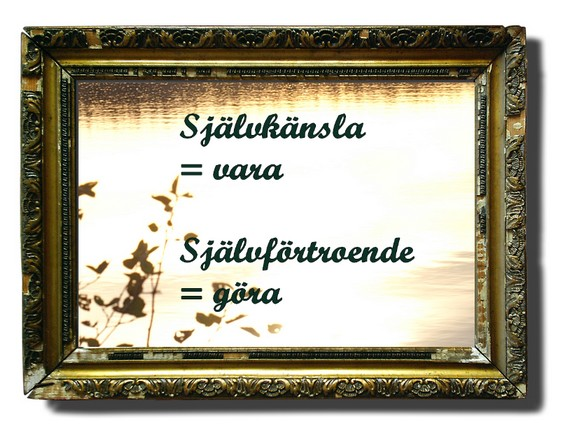 Självkänsla
= vara
Självförtroende
= göra